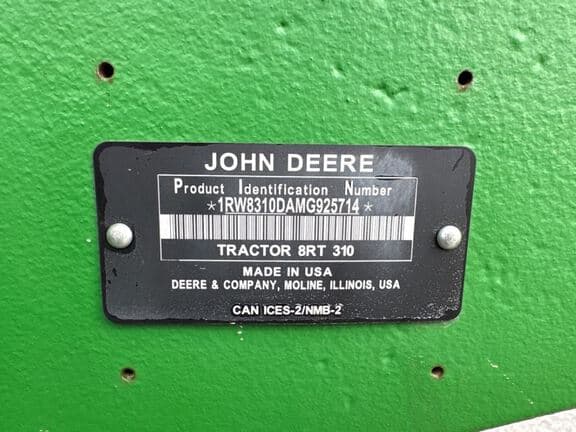 JOHN DEERE
Product Identification Number
*1RW8310DAMG925714*
TRACTOR 8RT 310
MADE IN USA
DEERE & COMPANY, MOLINE, ILLINOIS, USA
CAN ICES-2/NMB-2